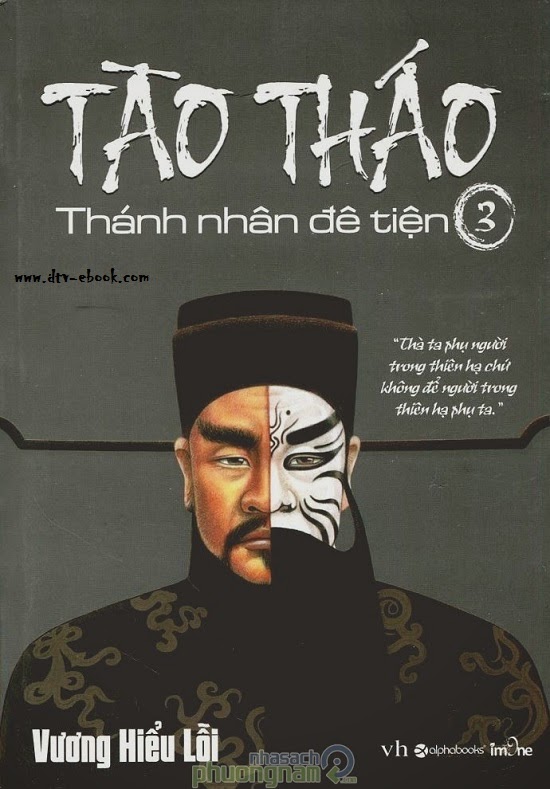 TÀO THÁO
Thánh nhân đê tiện 3
www.dtv-ebook.com
“Thà ta phụ người
trong thiên hạ chứ
không để người trong
thiên hạ phụ ta.”
Vương Hiểu Lỗi
nhasach
phuongnam
vh alphabooks imOne